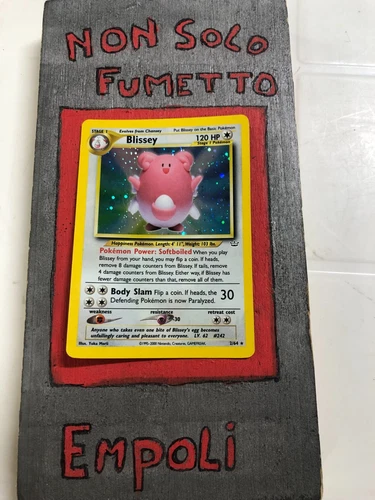 NON SOLO
FUMETTO
STAGE 1 Evolves from Chansey Put Blissey on the Basic Pokémon
Blissey 120 HP
Stage 1 Pokémon
Happiness Pokémon. Length: 4' 11", Weight: 103 lbs.
Pokémon Power: Softboiled When you play
Blissey from your hand, you may flip a coin. If heads,
remove 8 damage counters from Blissey. If tails, remove
4 damage counters from Blissey. Either way, if Blissey has
fewer damage counters than that, remove all of them.
Body Slam Flip a coin. If heads, the
Defending Pokémon is now Paralyzed. 30
weakness resistance retreat cost
-30
Anyone who takes even one bite of Blissey's egg becomes
unfailingly caring and pleasant to everyone. LV. 62 #242
Illus. Yuka Morii ©1995-2000 Nintendo, Creatures, GAMEFREAK. 2/64 ★
EMPOLi